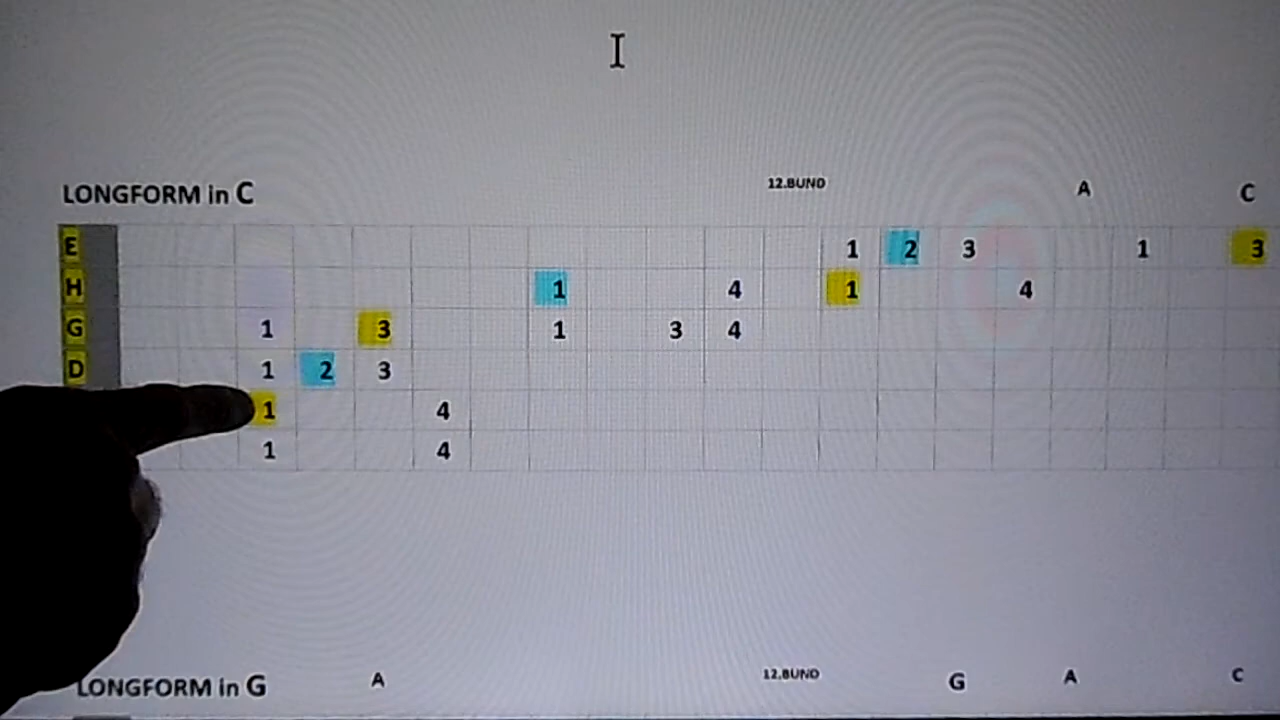 LONGFORM in C 12.BUND A C
E 1 2 3 1 3
H 1 4 1 4
G 1 3 1 3 4
D 1 2 3
1 4
1 4
LONGFORM in G A 12.BUND G A C